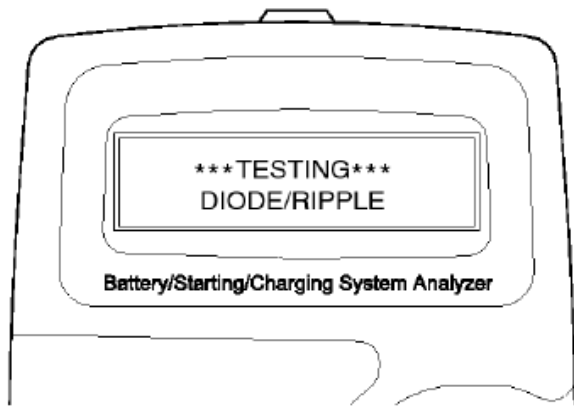 ***TESTING***
DIODE/RIPPLE
Battery/Starting/Charging System Analyzer